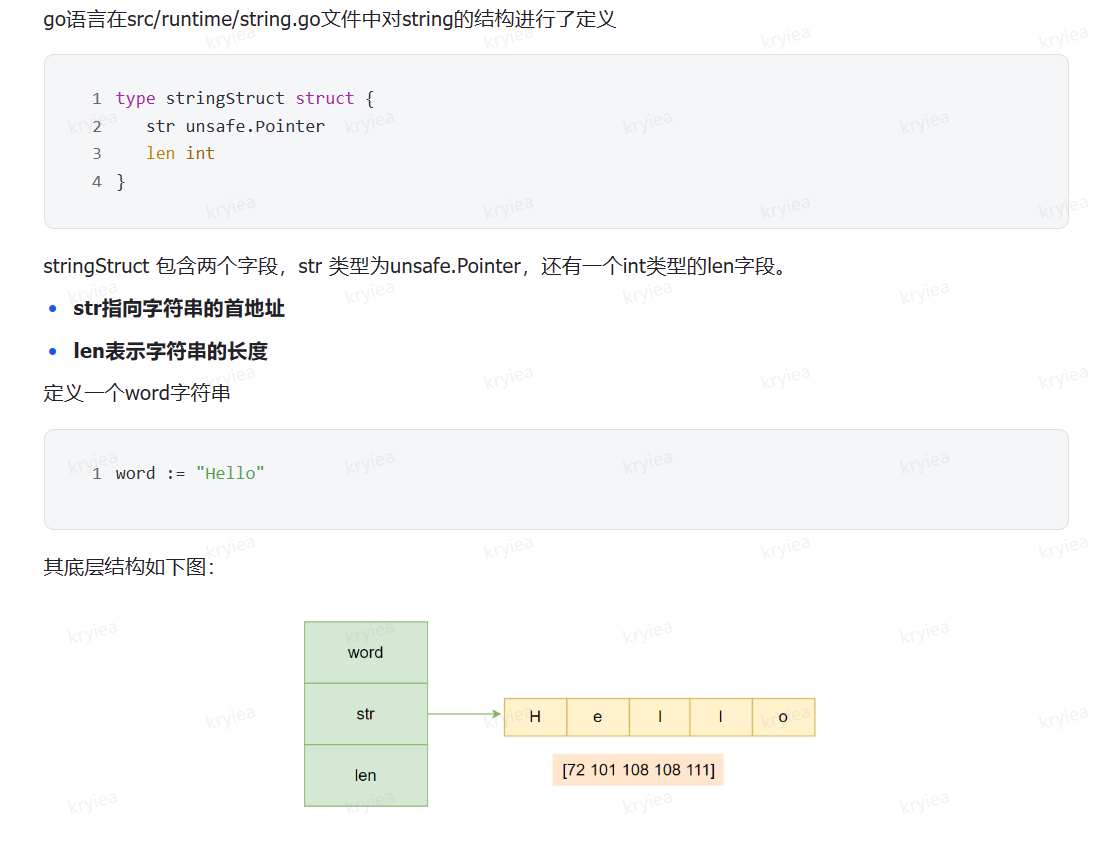 go语言在src/runtime/string.go文件中对string的结构进行了定义
1 type stringStruct struct {
2    str unsafe.Pointer
3    len int
4 }
stringStruct 包含两个字段，str 类型为unsafe.Pointer，还有一个int类型的len字段。
• str指向字符串的首地址
• len表示字符串的长度
定义一个word字符串
1 word := "Hello"
其底层结构如下图：
word
str
H e l l o
[72 101 108 108 111]
len
kryiea